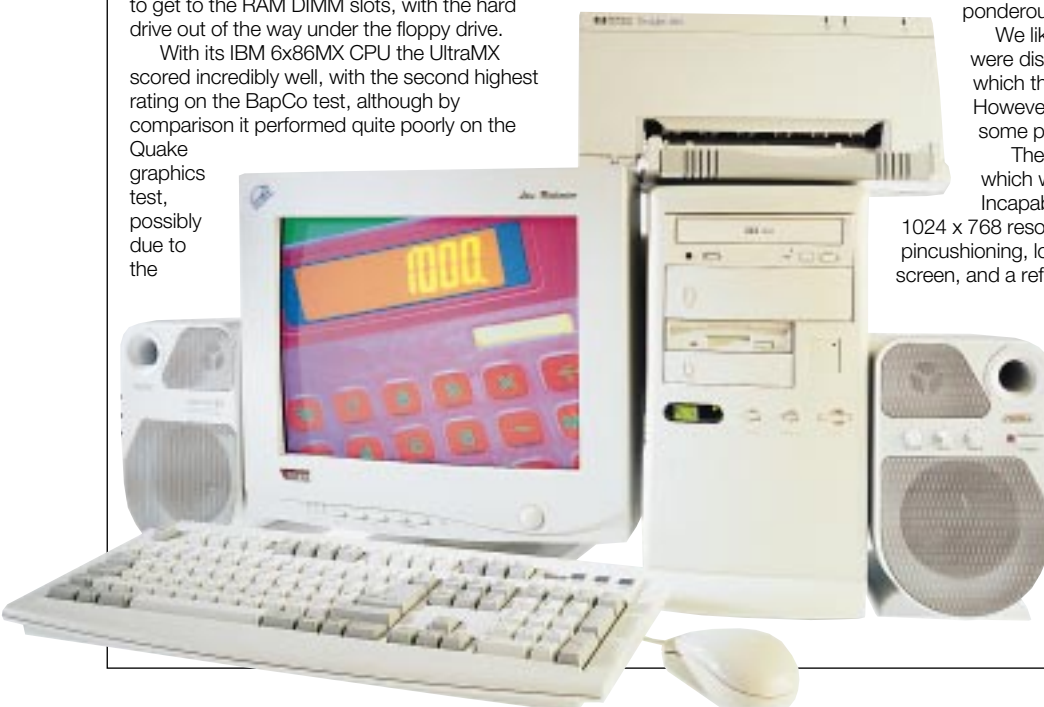 to get to the RAM DIMM slots, with the hard
drive out of the way under the floppy drive.
With its IBM 6x86MX CPU the UltraMX
scored incredibly well, with the second highest
rating on the BapCo test, although by
comparison it performed quite poorly on the
Quake
graphics
test,
possibly
due to
the
ponderou
We lik
were dis
which th
Howeve
some p
The
which w
Incapab
1024 x 768 reso
pincushioning, lo
screen, and a ref
1000.